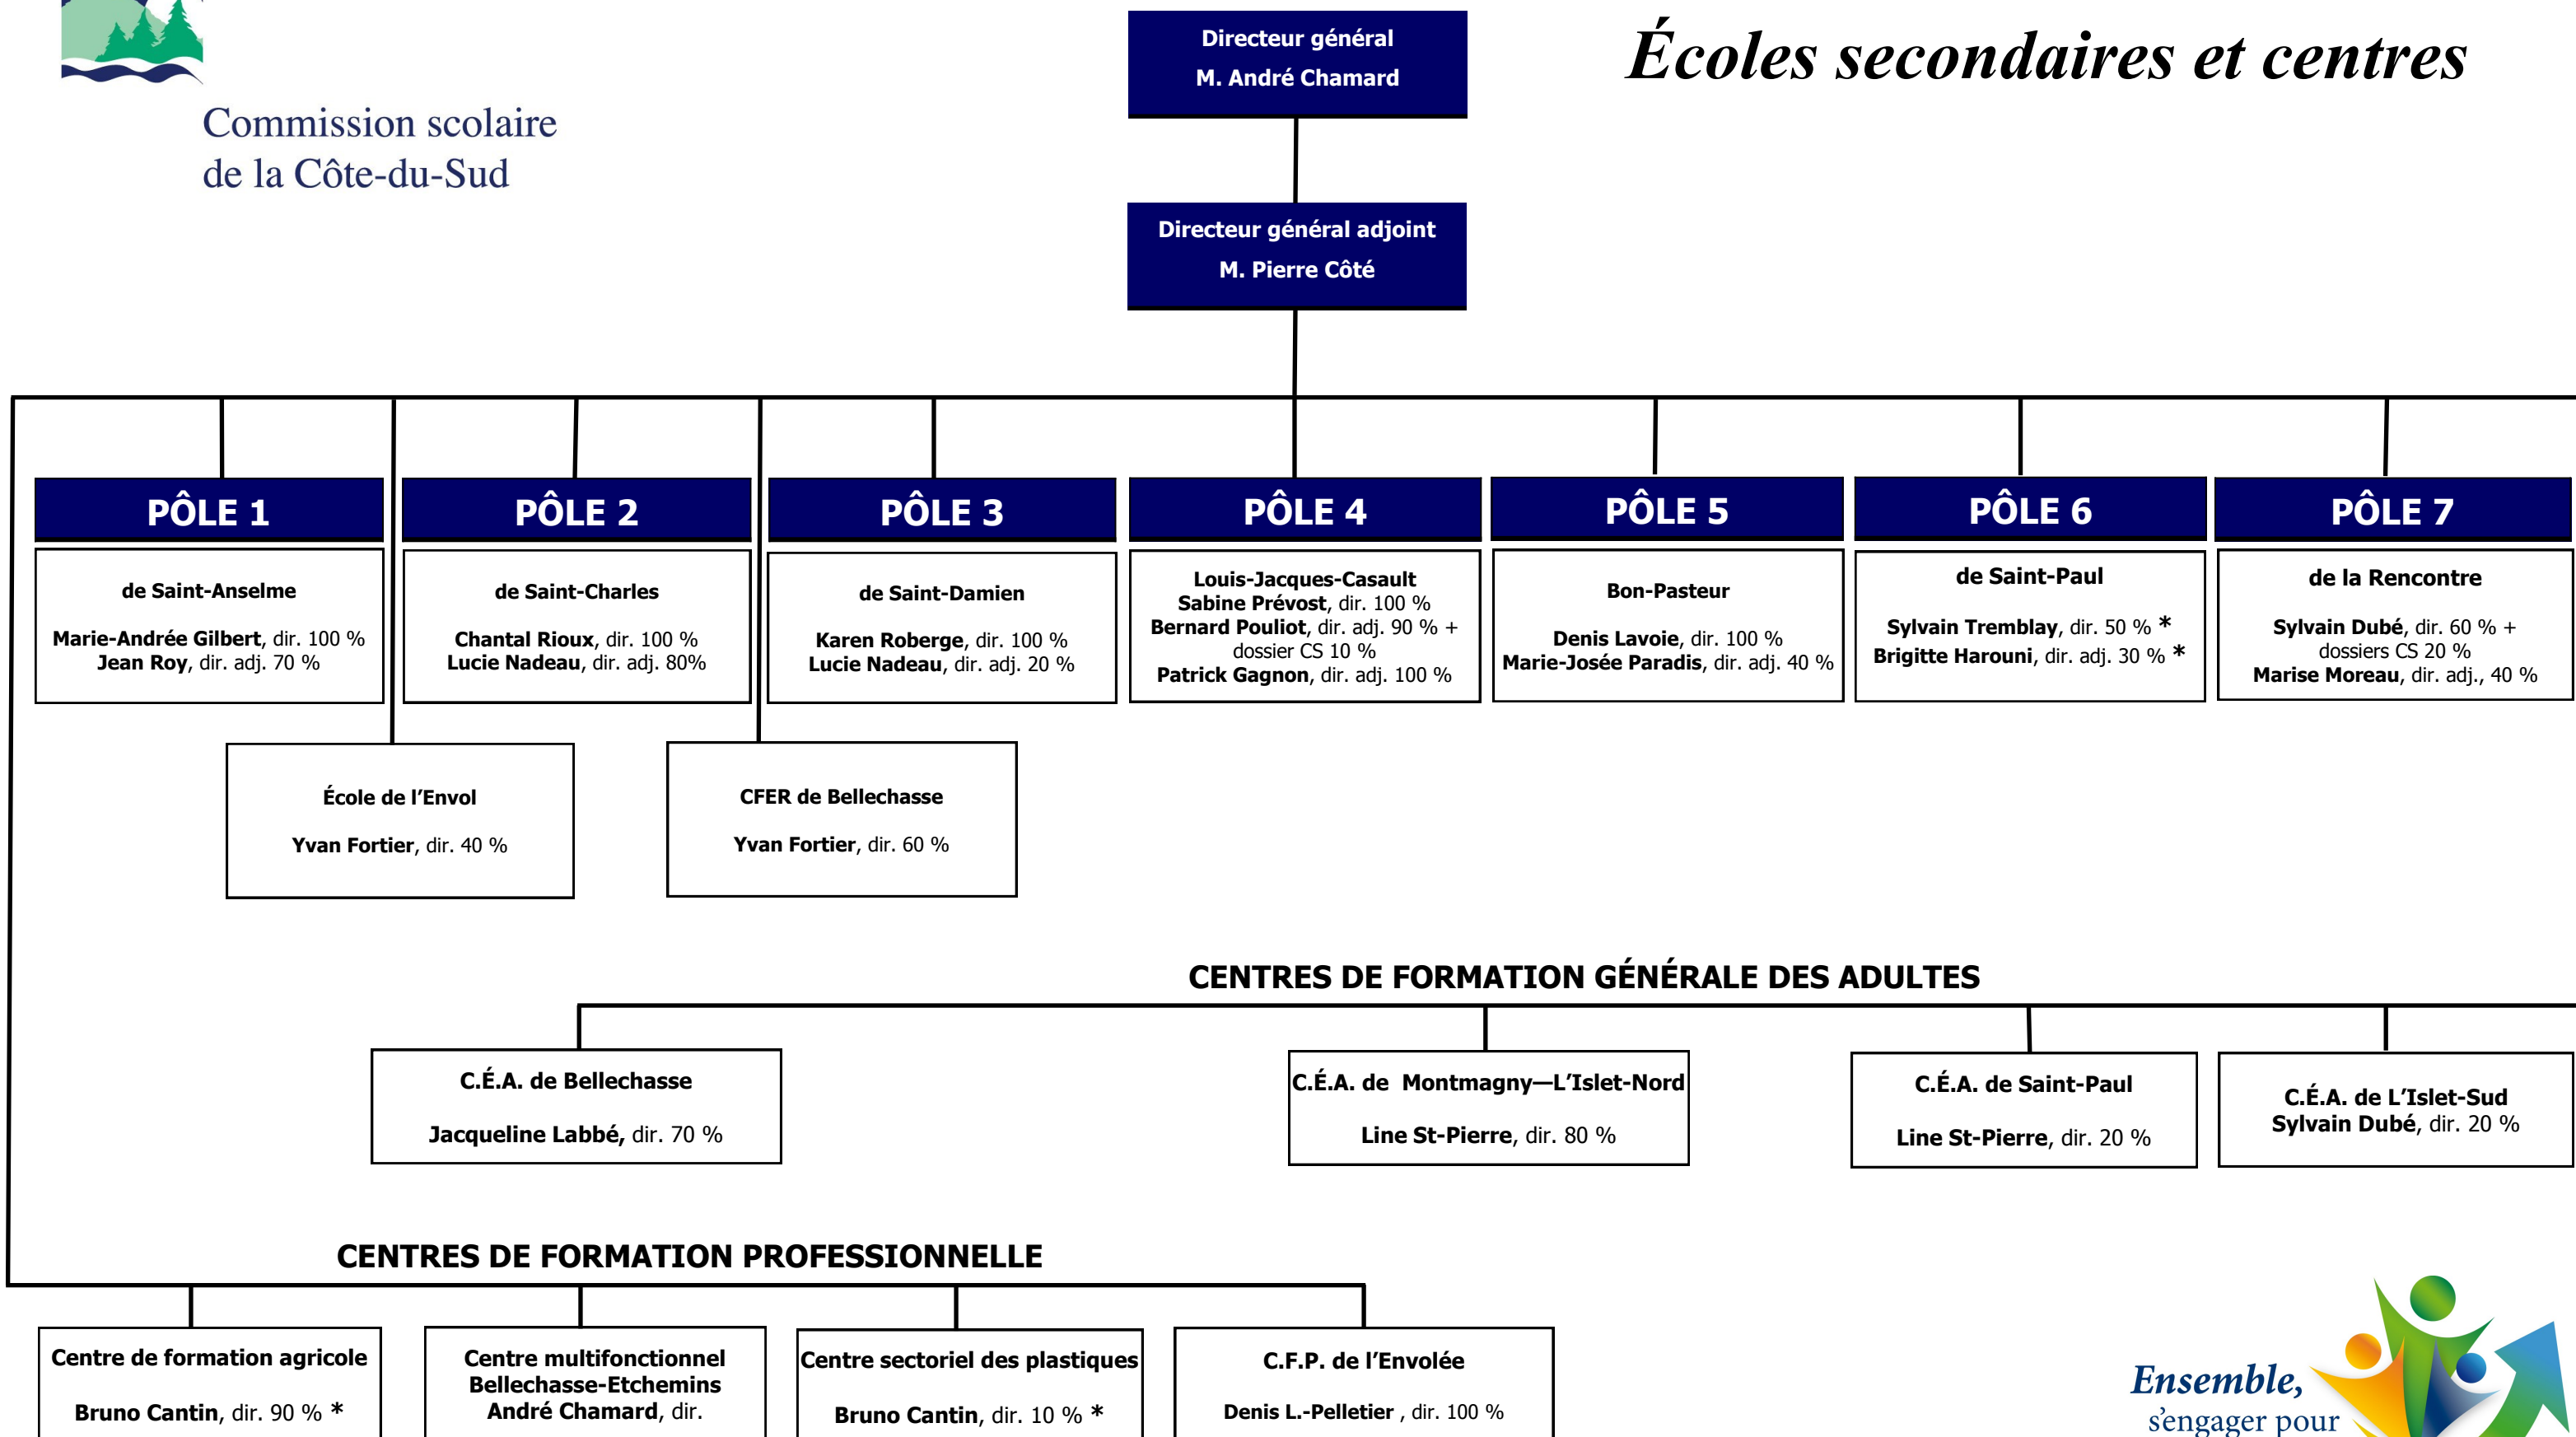 Commission scolaire
de la Côte-du-Sud
Directeur général
M. André Chamard
Écoles secondaires et centres
Directeur général adjoint
M. Pierre Côté
PÔLE 1
de Saint-Anselme
Marie-Andrée Gilbert, dir. 100 %
Jean Roy, dir. adj. 70 %
PÔLE 2
de Saint-Charles
Chantal Rioux, dir. 100 %
Lucie Nadeau, dir. adj. 80%
PÔLE 3
de Saint-Damien
Karen Roberge, dir. 100 %
Lucie Nadeau, dir. adj. 20 %
PÔLE 4
Louis-Jacques-Casault
Sabine Prévost, dir. 100 %
Bernard Pouliot, dir. adj. 90 % +
dossier CS 10 %
Patrick Gagnon, dir. adj. 100 %
PÔLE 5
Bon-Pasteur
Denis Lavoie, dir. 100 %
Marie-Josée Paradis, dir. adj. 40 %
PÔLE 6
de Saint-Paul
Sylvain Tremblay, dir. 50 % *
Brigitte Harouni, dir. adj. 30 % *
PÔLE 7
de la Rencontre
Sylvain Dubé, dir. 60 % +
dossiers CS 20 %
Marise Moreau, dir. adj., 40 %
École de l'Envol
Yvan Fortier, dir. 40 %
CFER de Bellechasse
Yvan Fortier, dir. 60 %
CENTRES DE FORMATION GÉNÉRALE DES ADULTES
C.É.A. de Bellechasse
Jacqueline Labbé, dir. 70 %
C.É.A. de Montmagny—L'Islet-Nord
Line St-Pierre, dir. 80 %
C.É.A. de Saint-Paul
Line St-Pierre, dir. 20 %
C.É.A. de L'Islet-Sud
Sylvain Dubé, dir. 20 %
CENTRES DE FORMATION PROFESSIONNELLE
Centre de formation agricole
Bruno Cantin, dir. 90 % *
Centre multifonctionnel
Bellechasse-Etchemins
André Chamard, dir.
Centre sectoriel des plastiques
Bruno Cantin, dir. 10 % *
C.F.P. de l'Envolée
Denis L.-Pelletier , dir. 100 %
Ensemble,
s'engager pour